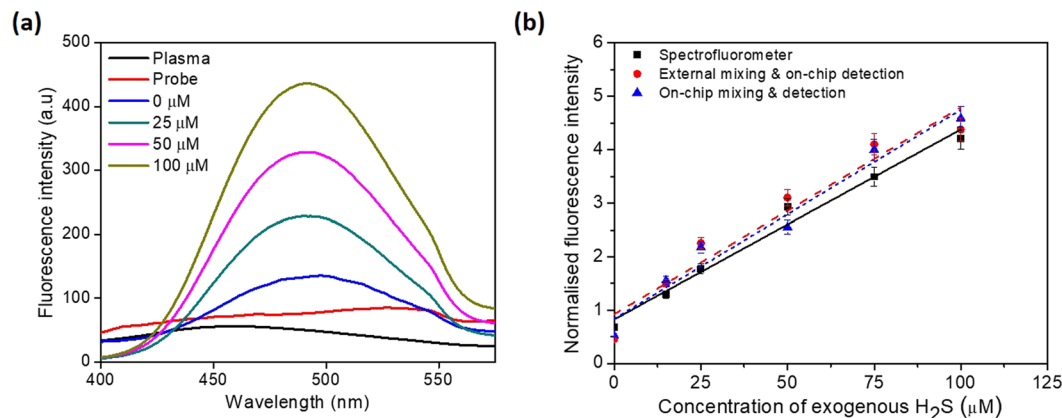 (a)
500
400
300
200
100
0
Fluorescence intensity (a.u)
Plasma
Probe
0 μM
25 μM
50 μM
100 μM
400
450
500
550
Wavelength (nm)
(b)
6
5
4
3
2
1
0
Normalised fluorescence intensity
Spectrofluorometer
External mixing & on-chip detection
On-chip mixing & detection
0
25
50
75
100
125
Concentration of exogenous H₂S (μM)